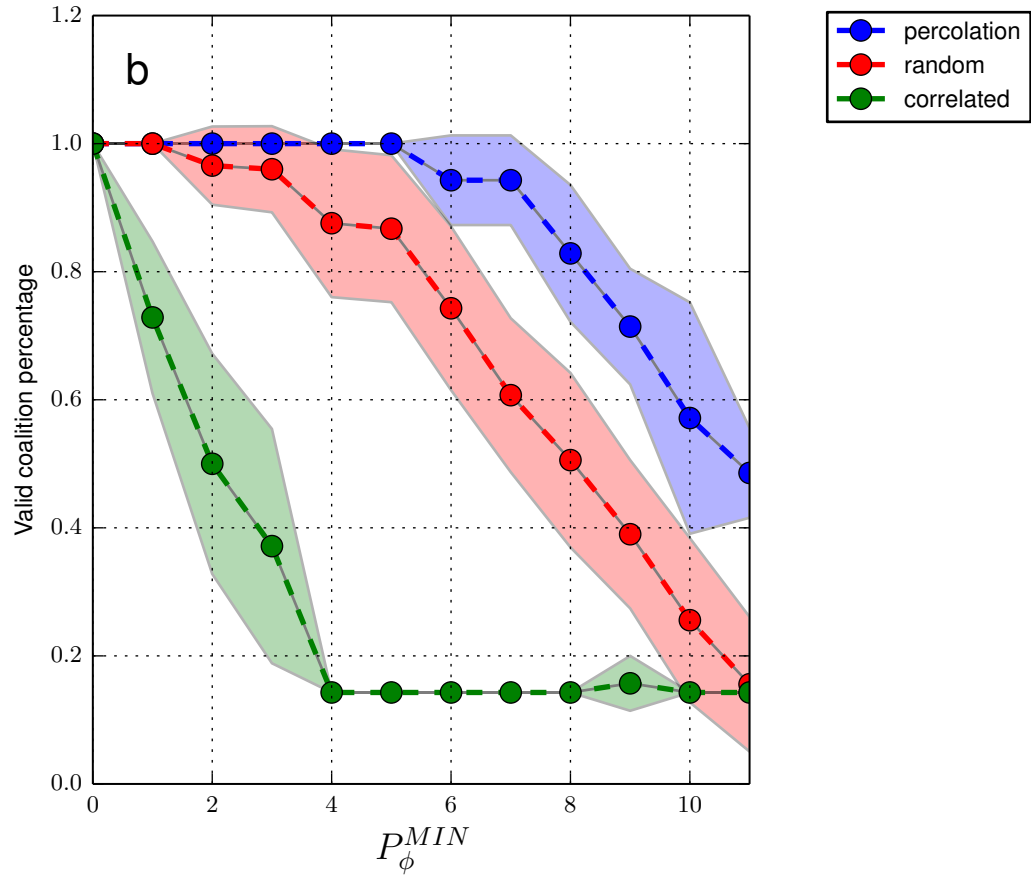 1.2
b
percolation
random
correlated
1.0
0.8
0.6
0.4
0.2
0.0
Valid coalition percentage
0 2 4 6 8 10
P_ϕ^{MIN}